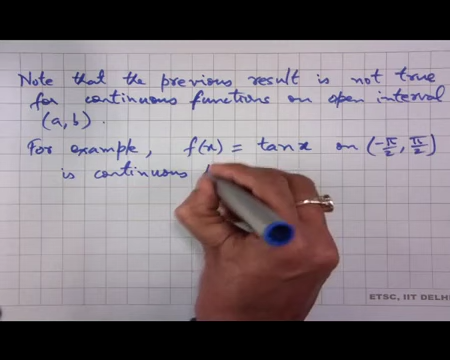 Note that the previous result is not true
for continuous functions on open interval
(a, b).
For example, f(x) = tan x on (-π/2, π/2)
is continuous
ETSC, IIT DELH